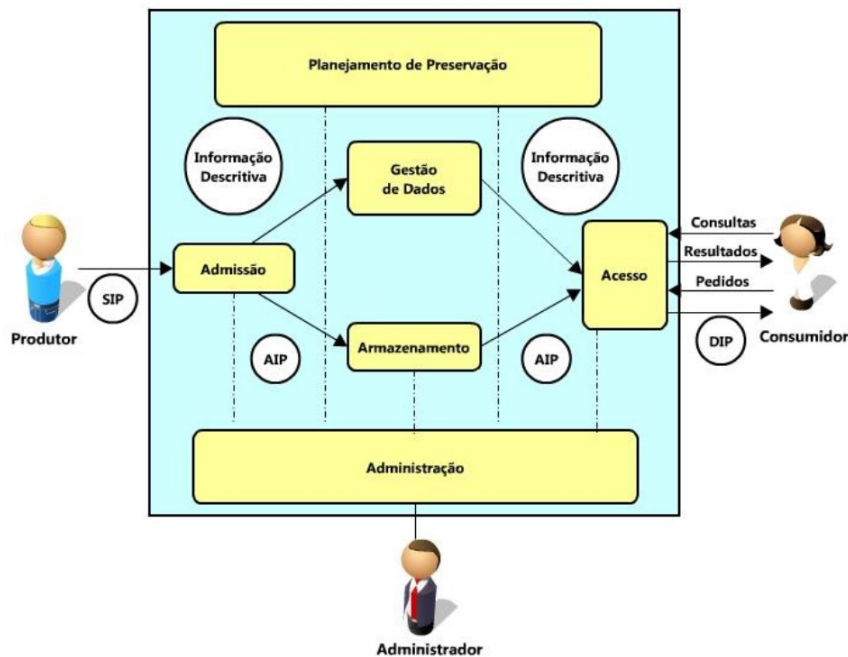 Planejamento de Preservação
Informação
Descritiva
Gestão
de Dados
Informação
Descritiva
Admissão
Acesso
Consultas
Resultados
Pedidos
SIP
Produtor
AIP
Armazenamento
AIP
DIP
Consumidor
Administração
Administrador